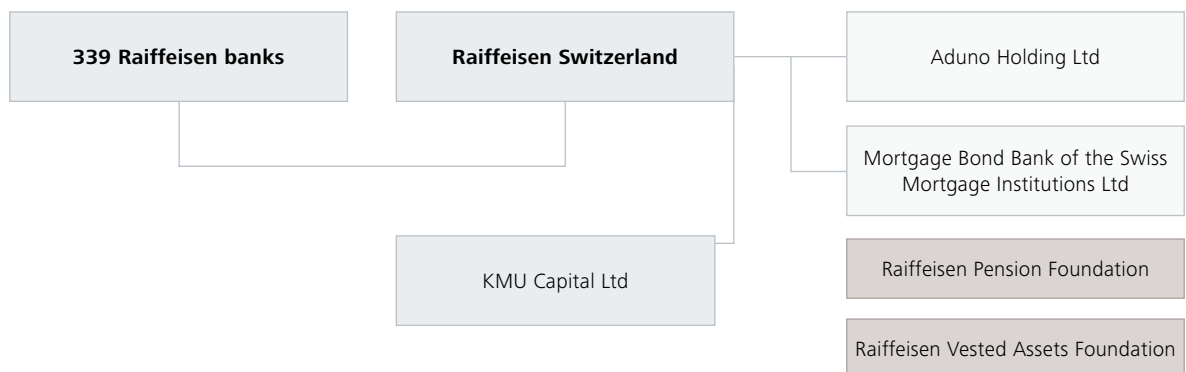 339 Raiffeisen banks
Raiffeisen Switzerland
Aduno Holding Ltd
Mortgage Bond Bank of the Swiss
Mortgage Institutions Ltd
KMU Capital Ltd
Raiffeisen Pension Foundation
Raiffeisen Vested Assets Foundation